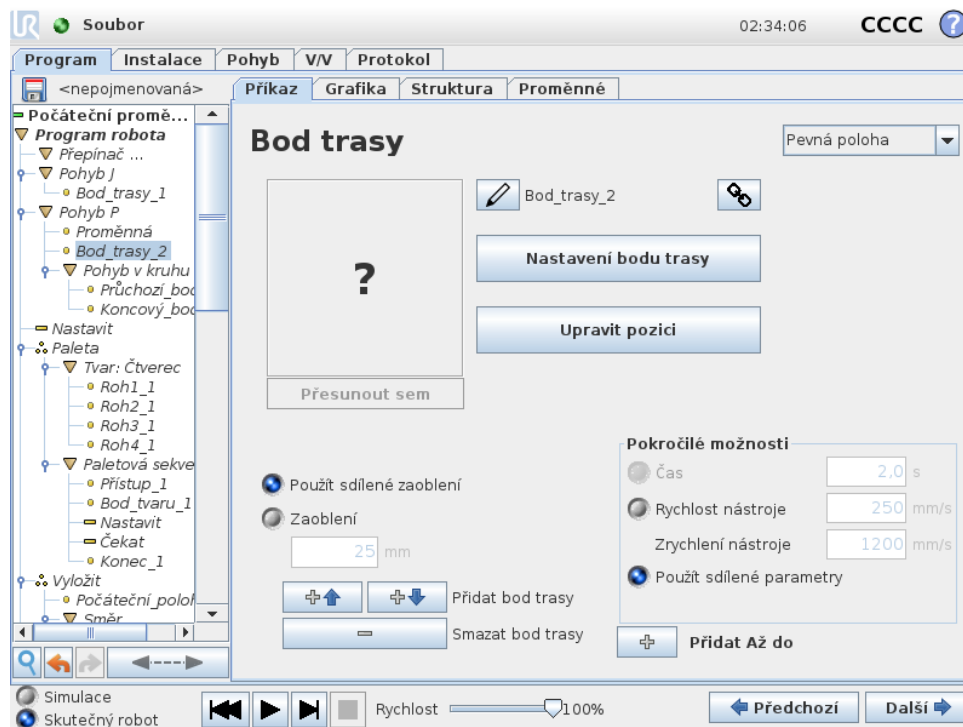 UR Soubor 02:34:06 CCCC ?
Program Instalace Pohyb V/V Protokol
<nepojmenovaná> Příkaz Grafika Struktura Proměnné
Počáteční promě...
Program robota
Přepínač ...
Pohyb J
Bod_trasy_1
Pohyb P
Proměnná
Bod_trasy_2
Pohyb v kruhu
Průchozí_bod
Koncový_bod
Nastavit
Paleta
Tvar: Čtverec
Roh1_1
Roh2_1
Roh3_1
Roh4_1
Paletová sekve
Přístup_1
Bod_tvaru_1
Nastavit
Čekat
Konec_1
Vyložit
Počáteční_poloh
Směr
Bod trasy
Pevná poloha
?
Bod_trasy_2
Nastavení bodu trasy
Upravit pozici
Přesunout sem
Použít sdílené zaoblení
Zaoblení
25 mm
Přidat bod trasy
Smazat bod trasy
Pokročilé možnosti
Čas 2,0 s
Rychlost nástroje 250 mm/s
Zrychlení nástroje 1200 mm/s
Použít sdílené parametry
Přidat Až do
Simulace
Skutečný robot
Rychlost 100%
Předchozí
Další